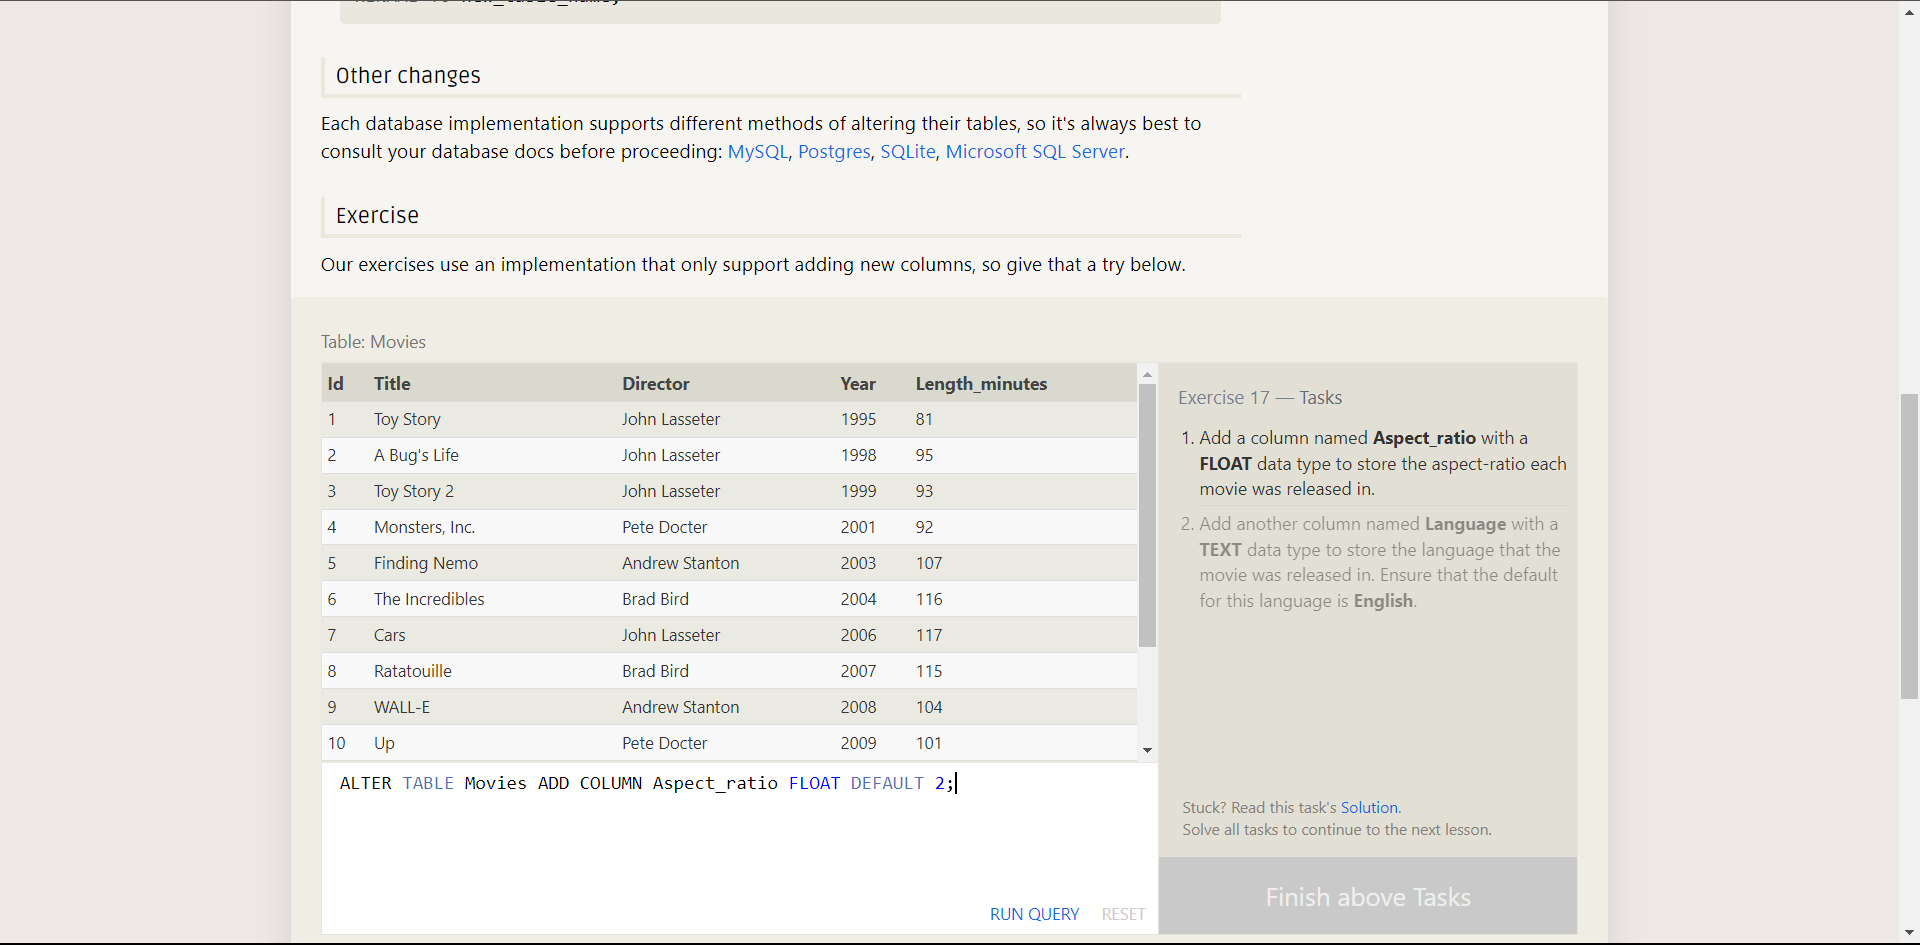 Other changes
Each database implementation supports different methods of altering their tables, so it's always best to
consult your database docs before proceeding: MySQL, Postgres, SQLite, Microsoft SQL Server.
Exercise
Our exercises use an implementation that only support adding new columns, so give that a try below.
Table: Movies
Id Title Director Year Length_minutes
1 Toy Story John Lasseter 1995 81
2 A Bug's Life John Lasseter 1998 95
3 Toy Story 2 John Lasseter 1999 93
4 Monsters, Inc. Pete Docter 2001 92
5 Finding Nemo Andrew Stanton 2003 107
6 The Incredibles Brad Bird 2004 116
7 Cars John Lasseter 2006 117
8 Ratatouille Brad Bird 2007 115
9 WALL-E Andrew Stanton 2008 104
10 Up Pete Docter 2009 101
ALTER TABLE Movies ADD COLUMN Aspect_ratio FLOAT DEFAULT 2;
RUN QUERY RESET
Exercise 17 — Tasks
1. Add a column named Aspect_ratio with a
FLOAT data type to store the aspect-ratio each
movie was released in.
2. Add another column named Language with a
TEXT data type to store the language that the
movie was released in. Ensure that the default
for this language is English.
Stuck? Read this task's Solution.
Solve all tasks to continue to the next lesson.
Finish above Tasks